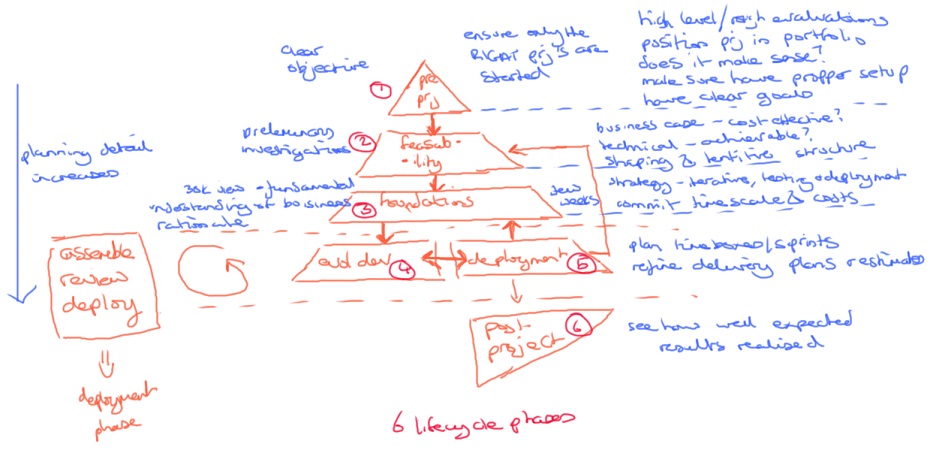 clear
objective
ensure only the
RIGHT prj's are
started
high level/rough evaluations
position prj in portfolio
does it make sense?
make sure have propper setup
have clear goals
1
pre
prj
planning detail
increases
preliminary
investigations
2
feasib
-ility
business case - cost effective?
technical - achievable?
shaping & tentitive structure
30k view - fundamental
understanding of business
rationale
3
foundations
few
weeks
strategy - iterative, testing + deployment
commit timescale & costs
assemble
review
deploy
evol dev
4
deployment
5
plan timeboxes/sprints
refine delivery plans + estimates
post
project
6
see how well expected
results realised
deployment
phase
6 lifecycle phases